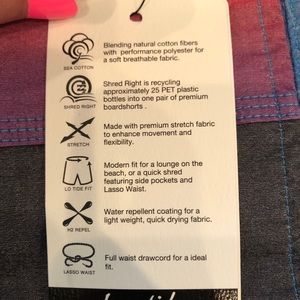 Blending natural cotton fibers
with performance polyester for
a soft breathable fabric.
SEA COTTON
Shred Right is recycling
approximately 25 PET plastic
bottles into one pair of premium
boardshorts .
SHRED RIGHT
Made with premium stretch fabric
to enhance movement and
flexibility.
STRETCH
Modern fit for a lounge on the
beach, or a quick shred
featuring side pockets and
Lasso Waist.
LO TIDE FIT
Water repellent coating for a
light weight, quick drying fabric.
H2 REPEL
Full waist drawcord for a ideal
fit.
LASSO WAIST